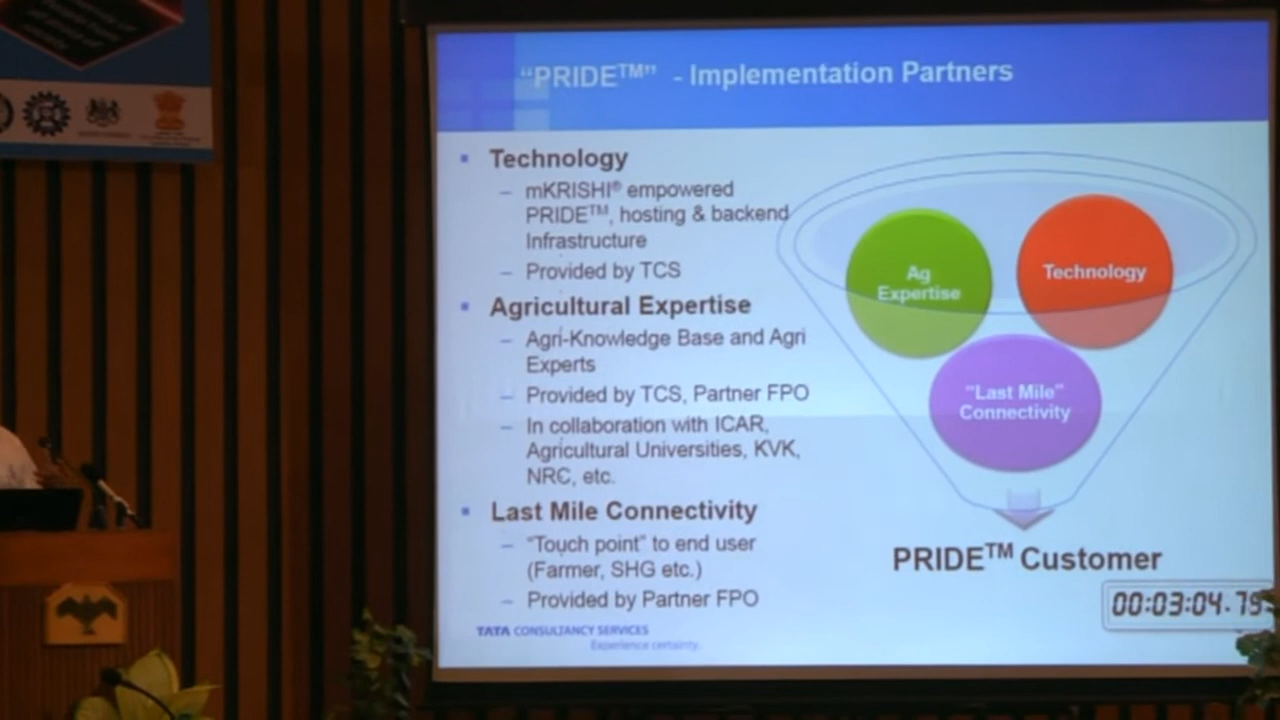 “PRIDE™” - Implementation Partners
Technology
– mKRISHI® empowered
PRIDE™, hosting & backend
Infrastructure
– Provided by TCS
Agricultural Expertise
– Agri-Knowledge Base and Agri
Experts
– Provided by TCS, Partner FPO
– In collaboration with ICAR,
Agricultural Universities, KVK,
NRC, etc.
Last Mile Connectivity
– “Touch point” to end user
(Farmer, SHG etc.)
– Provided by Partner FPO
Ag
Expertise
Technology
“Last Mile”
Connectivity
PRIDE™ Customer
00:03:04.79
TATA CONSULTANCY SERVICES
Experience certainty.